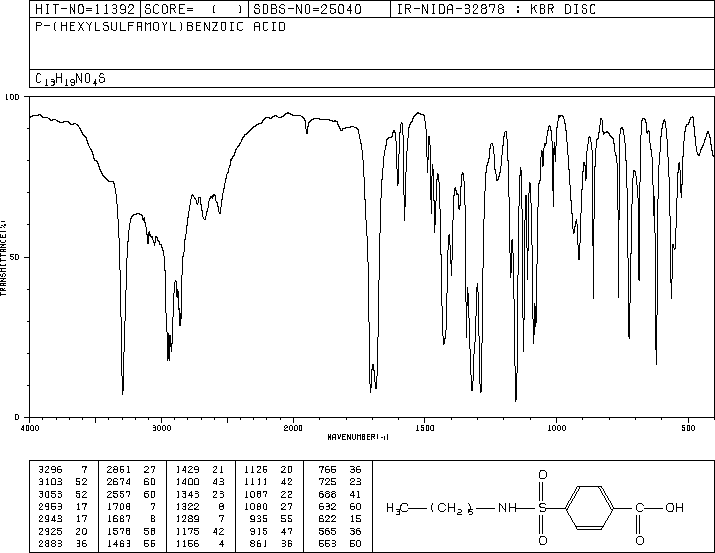 HIT-NO=11392 SCORE= ( ) SDBS-NO=25040 IR-NIDA-32878 : KBR DISC
P-(HEXYLSULFAMOYL)BENZOIC ACID
C13H19NO4S
100
50
0
TRANSMITTANCE(%)
4000 3000 2000 1500 1000 500
WAVENUMBER(-1)
3296 7 2861 27 1429 21 1126 20 766 36
3103 52 2674 60 1400 43 1111 42 725 23
3053 52 2557 60 1343 23 1087 22 688 41
2959 17 1708 7 1322 8 1080 27 632 60
2943 17 1687 8 1289 7 935 55 622 15
2925 20 1578 58 1175 42 915 47 565 36
2883 36 1463 55 1156 4 861 36 553 50
O
H3C (CH2)5 NH S C OH
O O